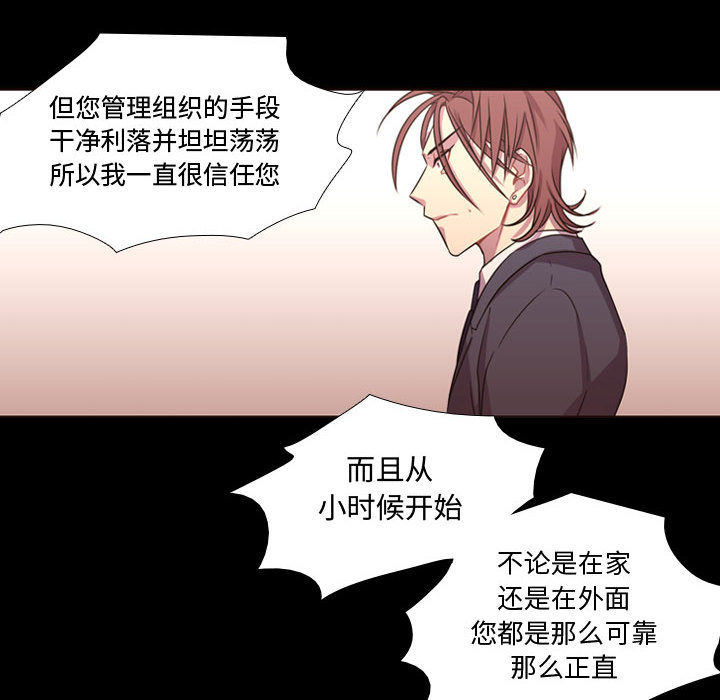 但您管理组织的手段
干净利落并坦坦荡荡
所以我一直很信任您
而且从
小时候开始
不论是在家
还是在外面
您都是那么可靠
那么正直